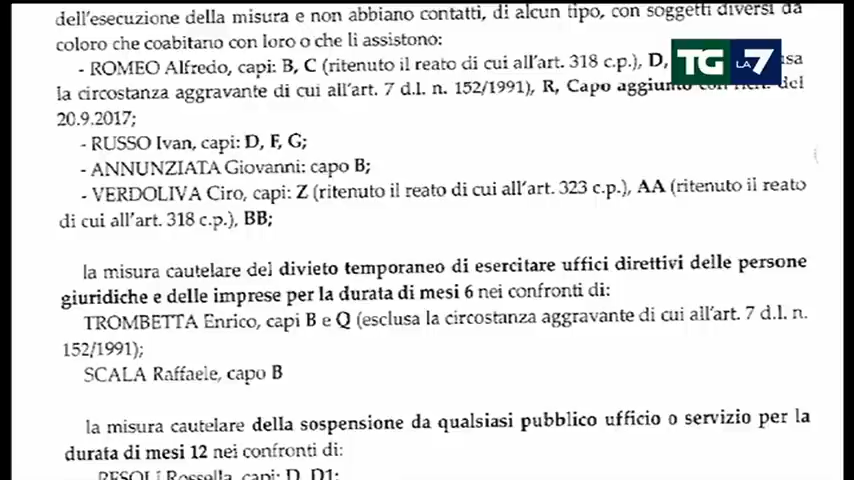 dell'esecuzione della misura e non abbiano contatti, di alcun tipo, con soggetti diversi da
coloro che coabitano con loro o che li assistono:
- ROMEO Alfredo, capi: B, C (ritenuto il reato di cui all'art. 318 c.p.), D,
TG LA 7
la circostanza aggravante di cui all'art. 7 d.l. n. 152/1991), R, Capo aggiunto con del
20.9.2017;
- RUSSO Ivan, capi: D, F, G;
- ANNUNZIATA Giovanni: capo B;
- VERDOLIVA Ciro, capi: Z (ritenuto il reato di cui all'art. 323 c.p.), AA (ritenuto il reato
di cui all'art. 318 c.p.), BB;
la misura cautelare del divieto temporaneo di esercitare uffici direttivi delle persone
giuridiche e delle imprese per la durata di mesi 6 nei confronti di:
TROMBETTA Enrico, capi B e Q (esclusa la circostanza aggravante di cui all'art. 7 d.l. n.
152/1991);
SCALA Raffaele, capo B
la misura cautelare della sospensione da qualsiasi pubblico ufficio o servizio per la
durata di mesi 12 nei confronti di:
Rossella, capi: D, D1;